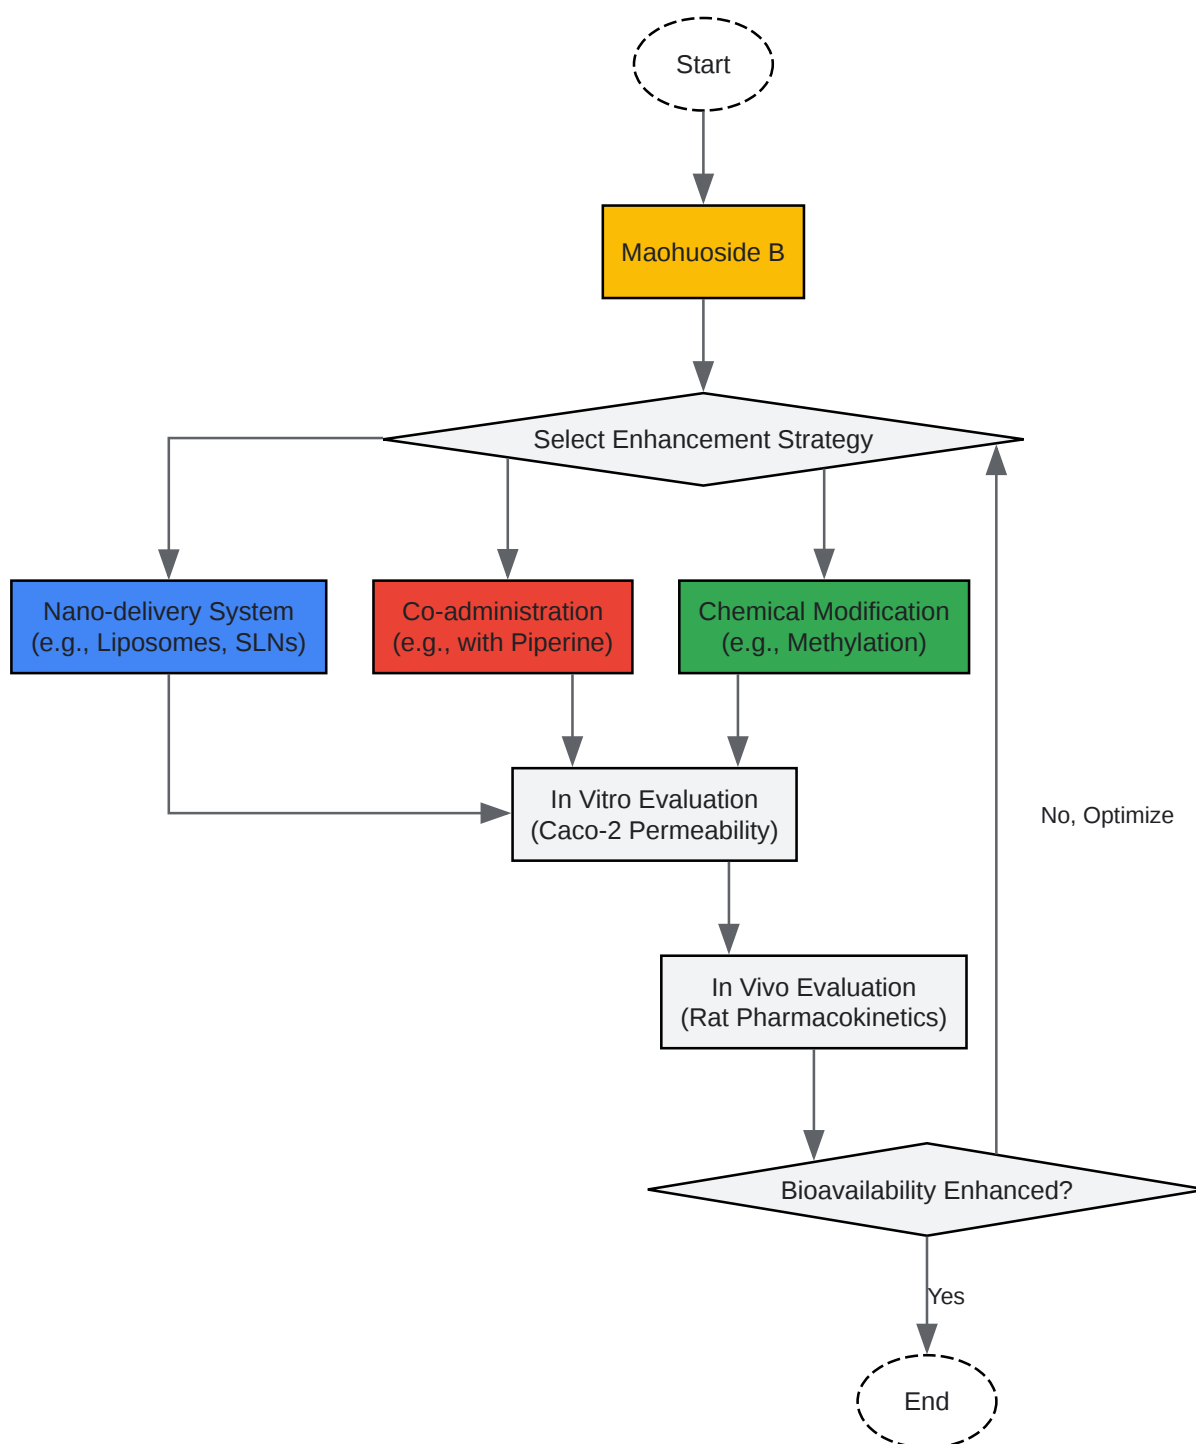 Start
Maohuoside B
Select Enhancement Strategy
Nano-delivery System
(e.g., Liposomes, SLNs)
Co-administration
(e.g., with Piperine)
Chemical Modification
(e.g., Methylation)
In Vitro Evaluation
(Caco-2 Permeability)
No, Optimize
In Vivo Evaluation
(Rat Pharmacokinetics)
Bioavailability Enhanced?
Yes
End